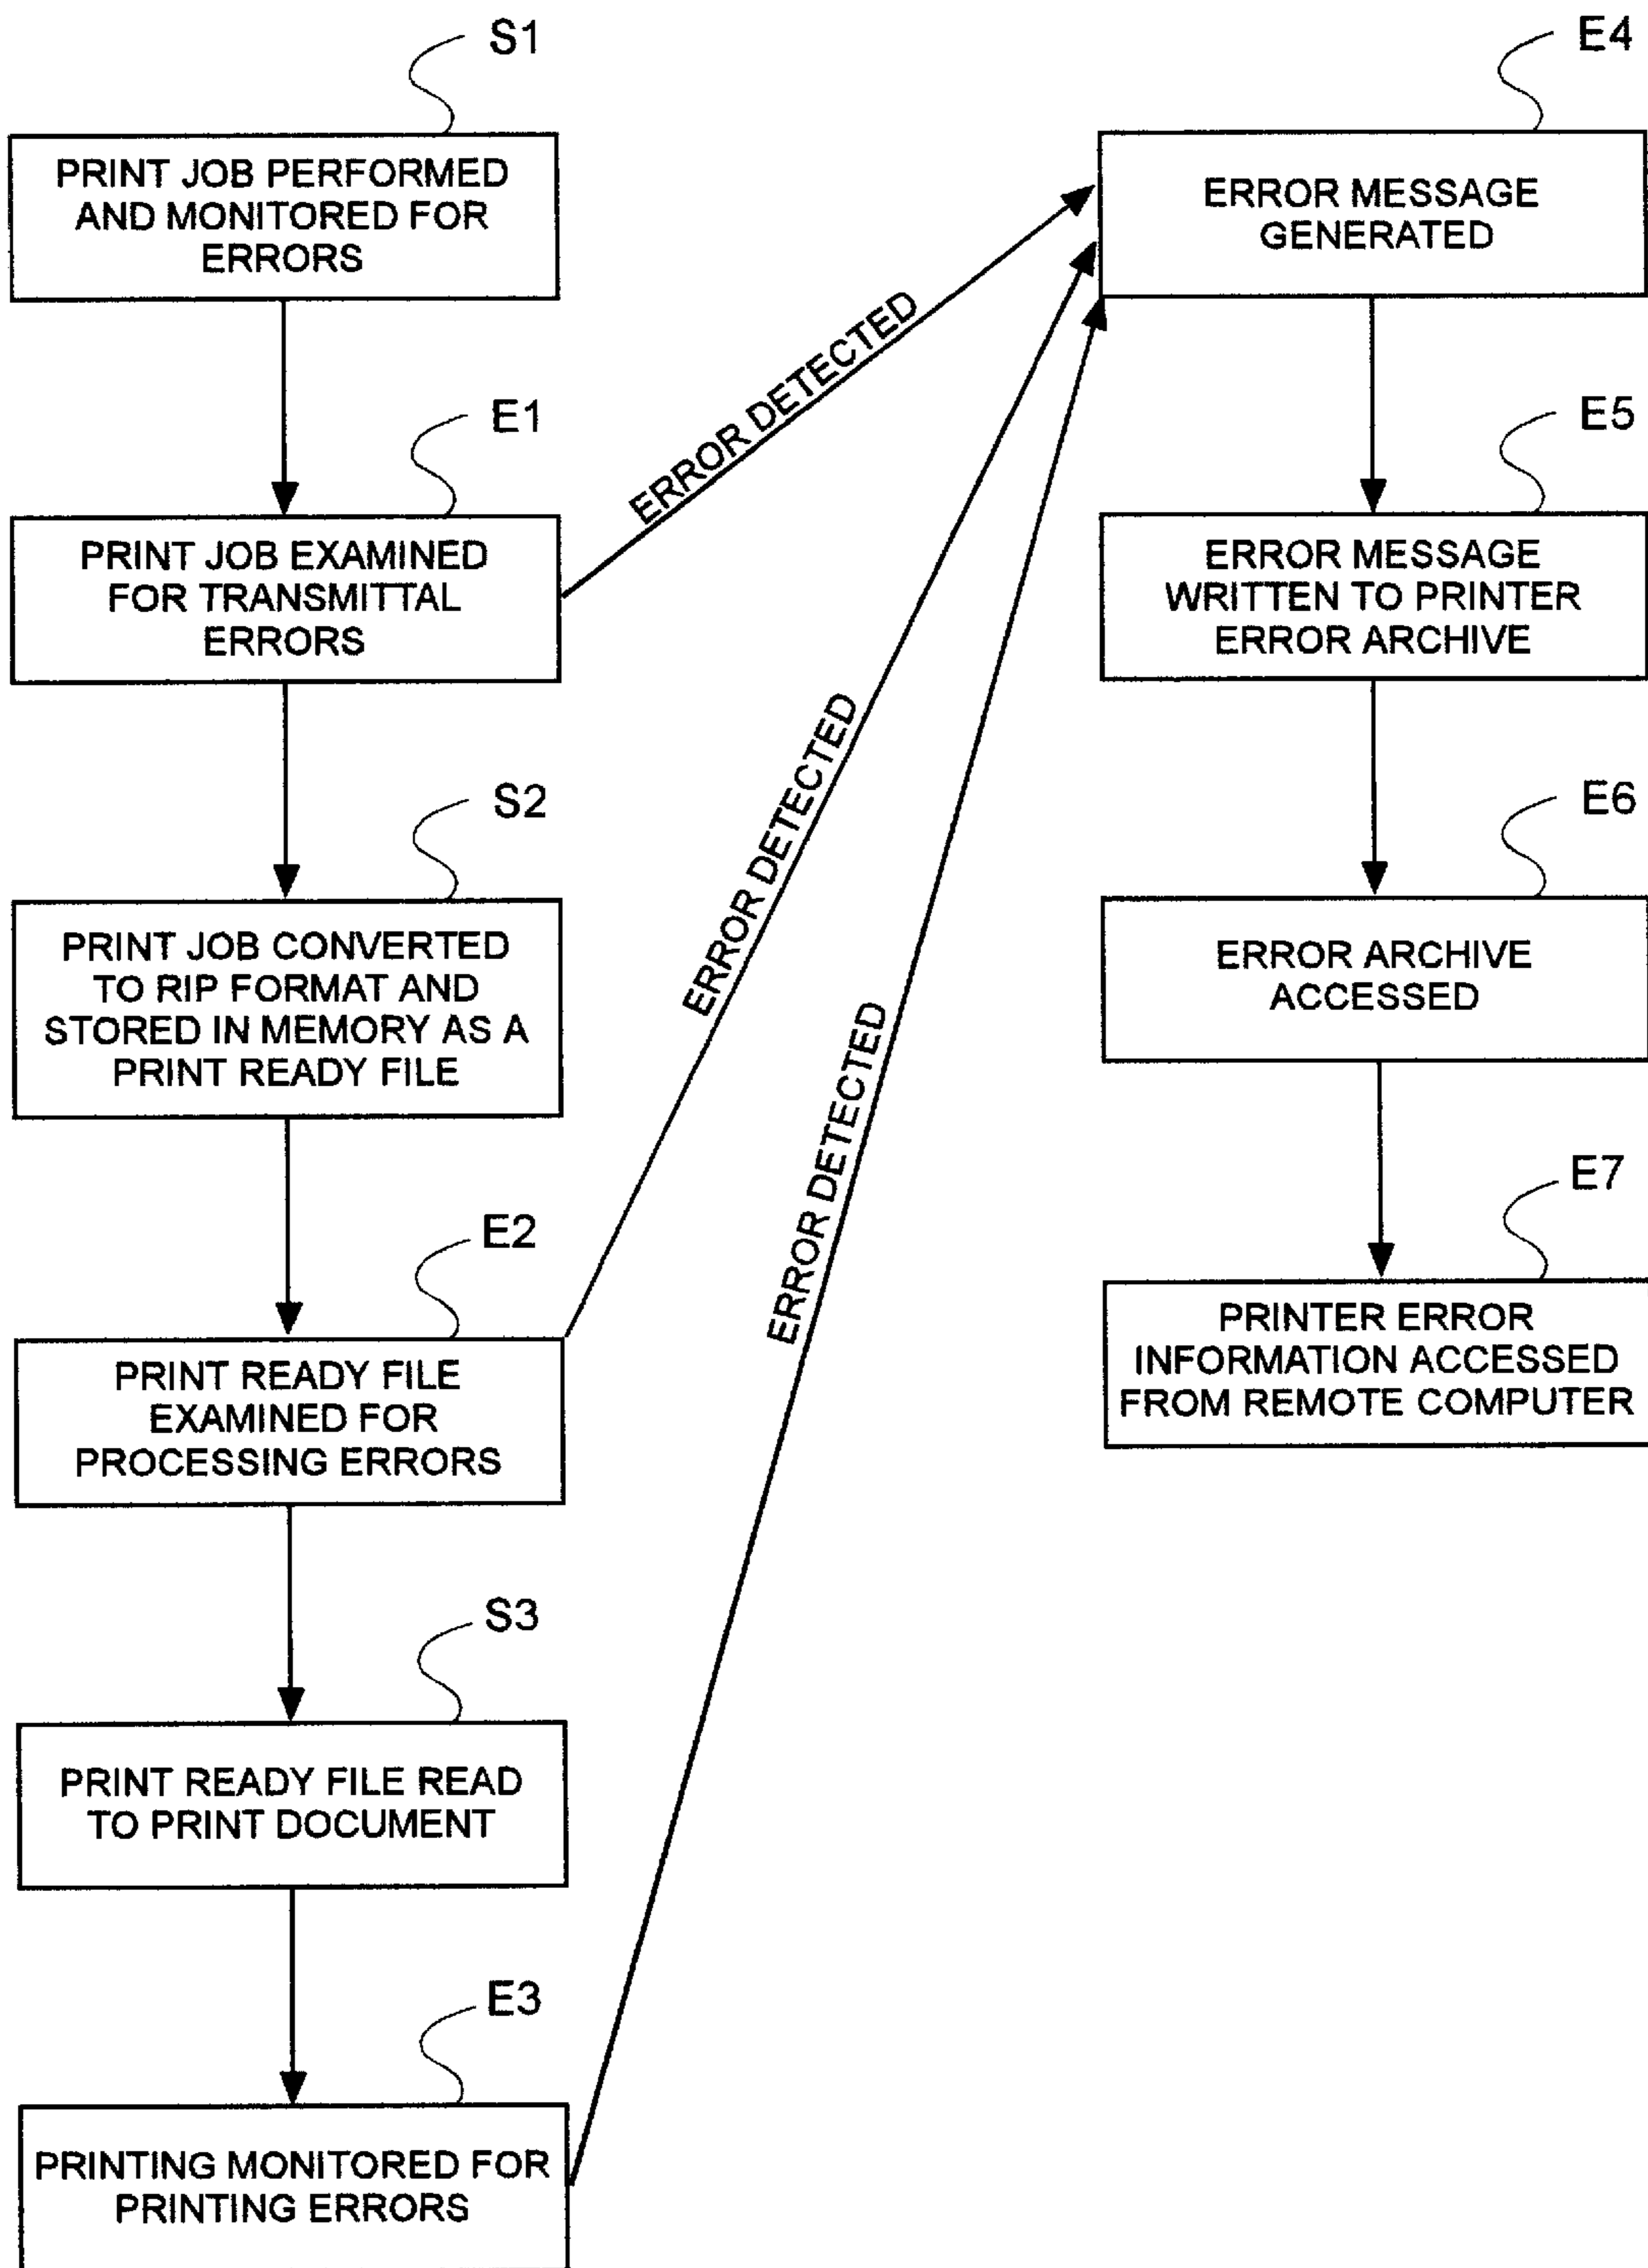 S1
PRINT JOB PERFORMED
AND MONITORED FOR
ERRORS
E1
PRINT JOB EXAMINED
FOR TRANSMITTAL
ERRORS
S2
PRINT JOB CONVERTED
TO RIP FORMAT AND
STORED IN MEMORY AS A
PRINT READY FILE
E2
PRINT READY FILE
EXAMINED FOR
PROCESSING ERRORS
S3
PRINT READY FILE READ
TO PRINT DOCUMENT
E3
PRINTING MONITORED FOR
PRINTING ERRORS
ERROR DETECTED
ERROR DETECTED
ERROR DETECTED
E4
ERROR MESSAGE
GENERATED
E5
ERROR MESSAGE
WRITTEN TO PRINTER
ERROR ARCHIVE
E6
ERROR ARCHIVE
ACCESSED
E7
PRINTER ERROR
INFORMATION ACCESSED
FROM REMOTE COMPUTER